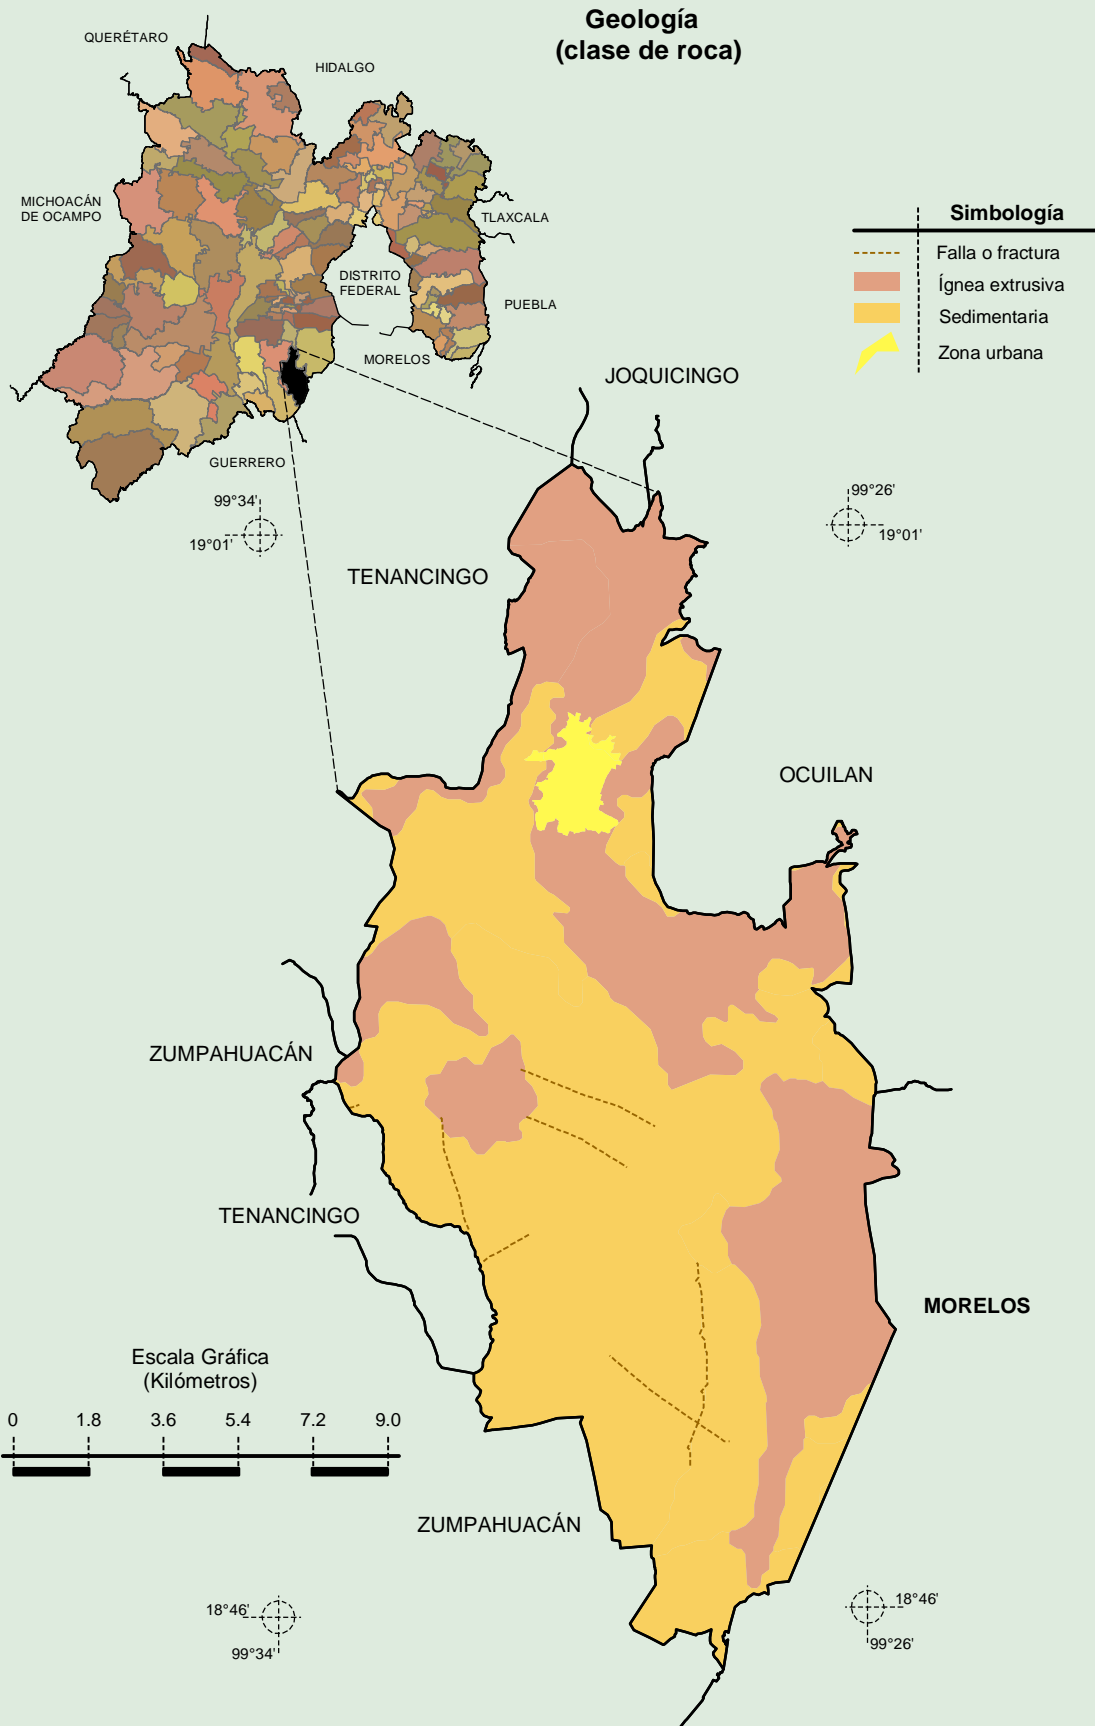 Geología
(clase de roca)
QUERÉTARO
HIDALGO
MICHOACÁN
DE OCAMPO
TLAXCALA
DISTRITO
FEDERAL
PUEBLA
MORELOS
GUERRERO
Simbología
Falla o fractura
Ígnea extrusiva
Sedimentaria
Zona urbana
JOQUICINGO
99°34'
19°01'
99°26'
19°01'
TENANCINGO
OCUILAN
ZUMPAHUACÁN
TENANCINGO
MORELOS
Escala Gráfica
(Kilómetros)
0 1.8 3.6 5.4 7.2 9.0
ZUMPAHUACÁN
18°46'
99°34'
18°46'
99°26'